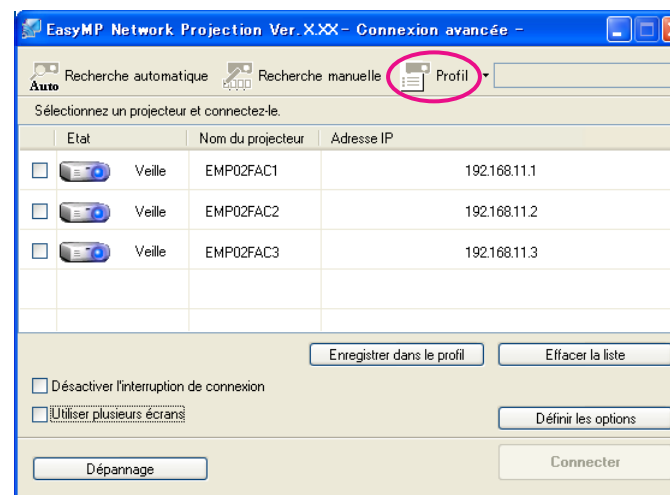 EasyMP Network Projection Ver. X.XX - Connexion avancée -
Auto Recherche automatique Recherche manuelle Profil
Sélectionnez un projecteur et connectez-le.
Etat Nom du projecteur Adresse IP
Veille EMP02FAC1 192.168.11.1
Veille EMP02FAC2 192.168.11.2
Veille EMP02FAC3 192.168.11.3
Enregistrer dans le profil Effacer la liste
Désactiver l'interruption de connexion
Utiliser plusieurs écrans
Définir les options
Dépannage Connecter